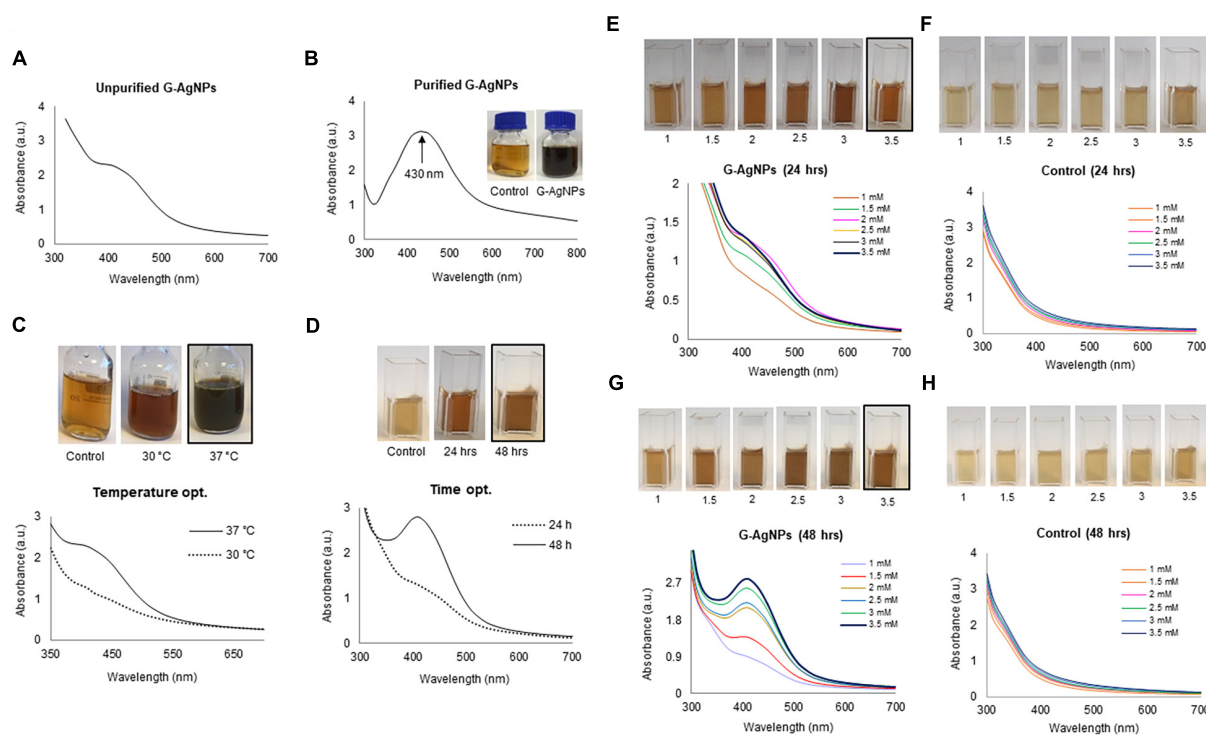 A
Unpurified G-AgNPs
Absorbance (a.u.)
4
3
2
1
0
300 400 500 600 700
Wavelength (nm)
B
Purified G-AgNPs
Absorbance (a.u.)
4
3
2
1
0
430 nm
Control G-AgNPs
300 400 500 600 700 800
Wavelength (nm)
C
Control 30 °C 37 °C
Temperature opt.
Absorbance (a.u.)
3
2
1
0
37 °C
30 °C
350 450 550 650
Wavelength (nm)
D
Control 24 hrs 48 hrs
Time opt.
Absorbance (a.u.)
3
2
1
0
24 h
48 h
300 400 500 600 700
Wavelength (nm)
E
1 1.5 2 2.5 3 3.5
G-AgNPs (24 hrs)
Absorbance (a.u.)
2
1.5
1
0.5
0
1 mM
1.5 mM
2 mM
2.5 mM
3 mM
3.5 mM
300 400 500 600 700
Wavelength (nm)
F
1 1.5 2 2.5 3 3.5
Control (24 hrs)
Absorbance (a.u.)
4
3
2
1
0
1 mM
1.5 mM
2 mM
2.5 mM
3 mM
3.5 mM
300 400 500 600 700
Wavelength (nm)
G
1 1.5 2 2.5 3 3.5
G-AgNPs (48 hrs)
Absorbance (a.u.)
2.7
1.8
0.9
0
1 mM
1.5 mM
2 mM
2.5 mM
3 mM
3.5 mM
300 400 500 600 700
Wavelength (nm)
H
1 1.5 2 2.5 3 3.5
Control (48 hrs)
Absorbance (a.u.)
4
3
2
1
0
1 mM
1.5 mM
2 mM
2.5 mM
3 mM
3.5 mM
300 400 500 600 700
Wavelength (nm)